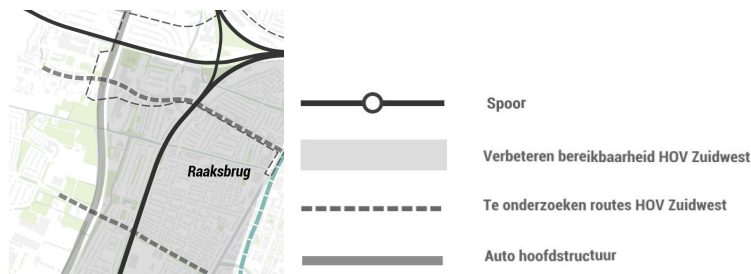 Raaksbrug
Spoor
Verbeteren bereikbaarheid HOV Zuidwest
Te onderzoeken routes HOV Zuidwest
Auto hoofdstructuur